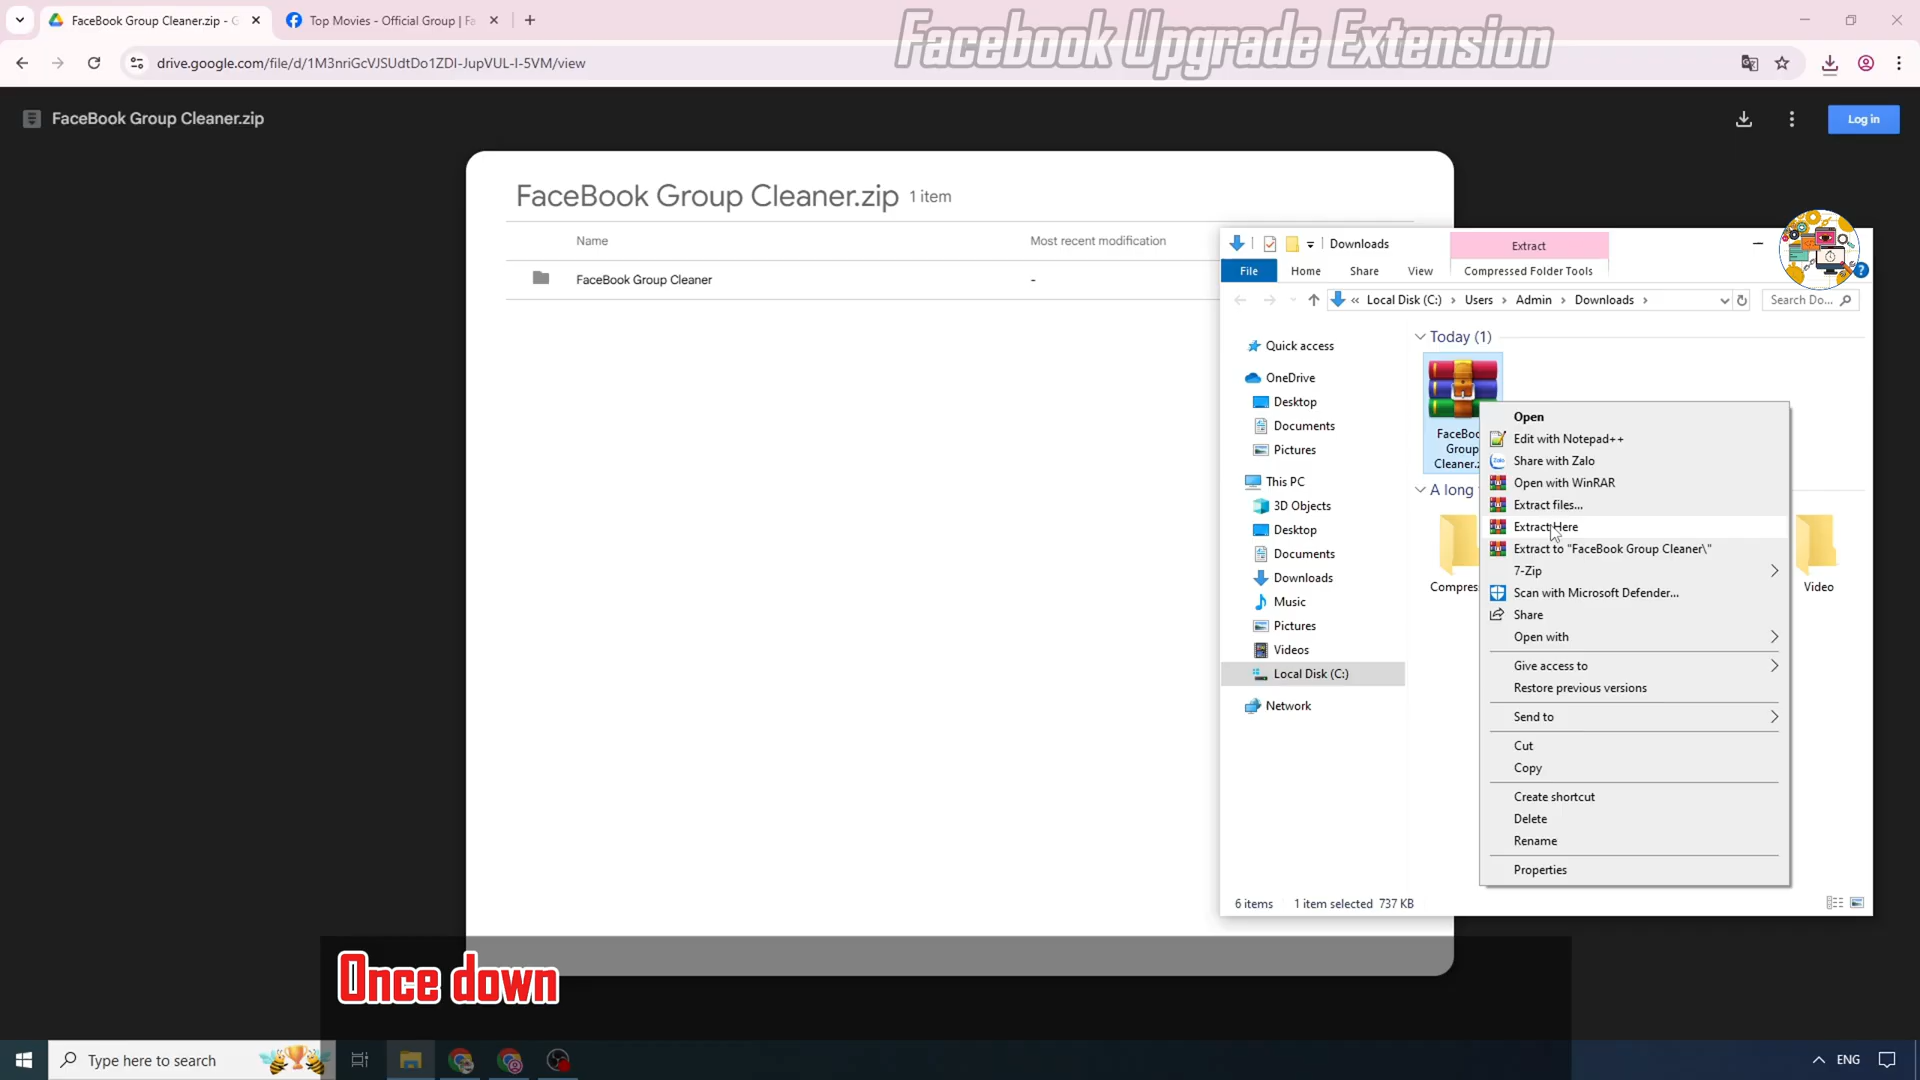 FaceBook Group Cleaner.zip - G
Top Movies - Official Group | Fa
Facebook Upgrade Extension
drive.google.com/file/d/1M3nriGcVJSUdtDo1ZDI-JupVUL-I-5VM/view
FaceBook Group Cleaner.zip
Log in
FaceBook Group Cleaner.zip 1 item
Name
Most recent modification
FaceBook Group Cleaner
-
Downloads
Extract
File
Home
Share
View
Compressed Folder Tools
« Local Disk (C:) > Users > Admin > Downloads >
Search Do...
Quick access
OneDrive
Desktop
Documents
Pictures
This PC
3D Objects
Desktop
Documents
Downloads
Music
Pictures
Videos
Local Disk (C:)
Network
Today (1)
FaceBoo
Group
Cleaner.z
A long
Compres
Video
Open
Edit with Notepad++
Share with Zalo
Open with WinRAR
Extract files...
Extract Here
Extract to "FaceBook Group Cleaner\"
7-Zip
Scan with Microsoft Defender...
Share
Open with
Give access to
Restore previous versions
Send to
Cut
Copy
Create shortcut
Delete
Rename
Properties
6 items
1 item selected 737 KB
Once down
Type here to search
ENG